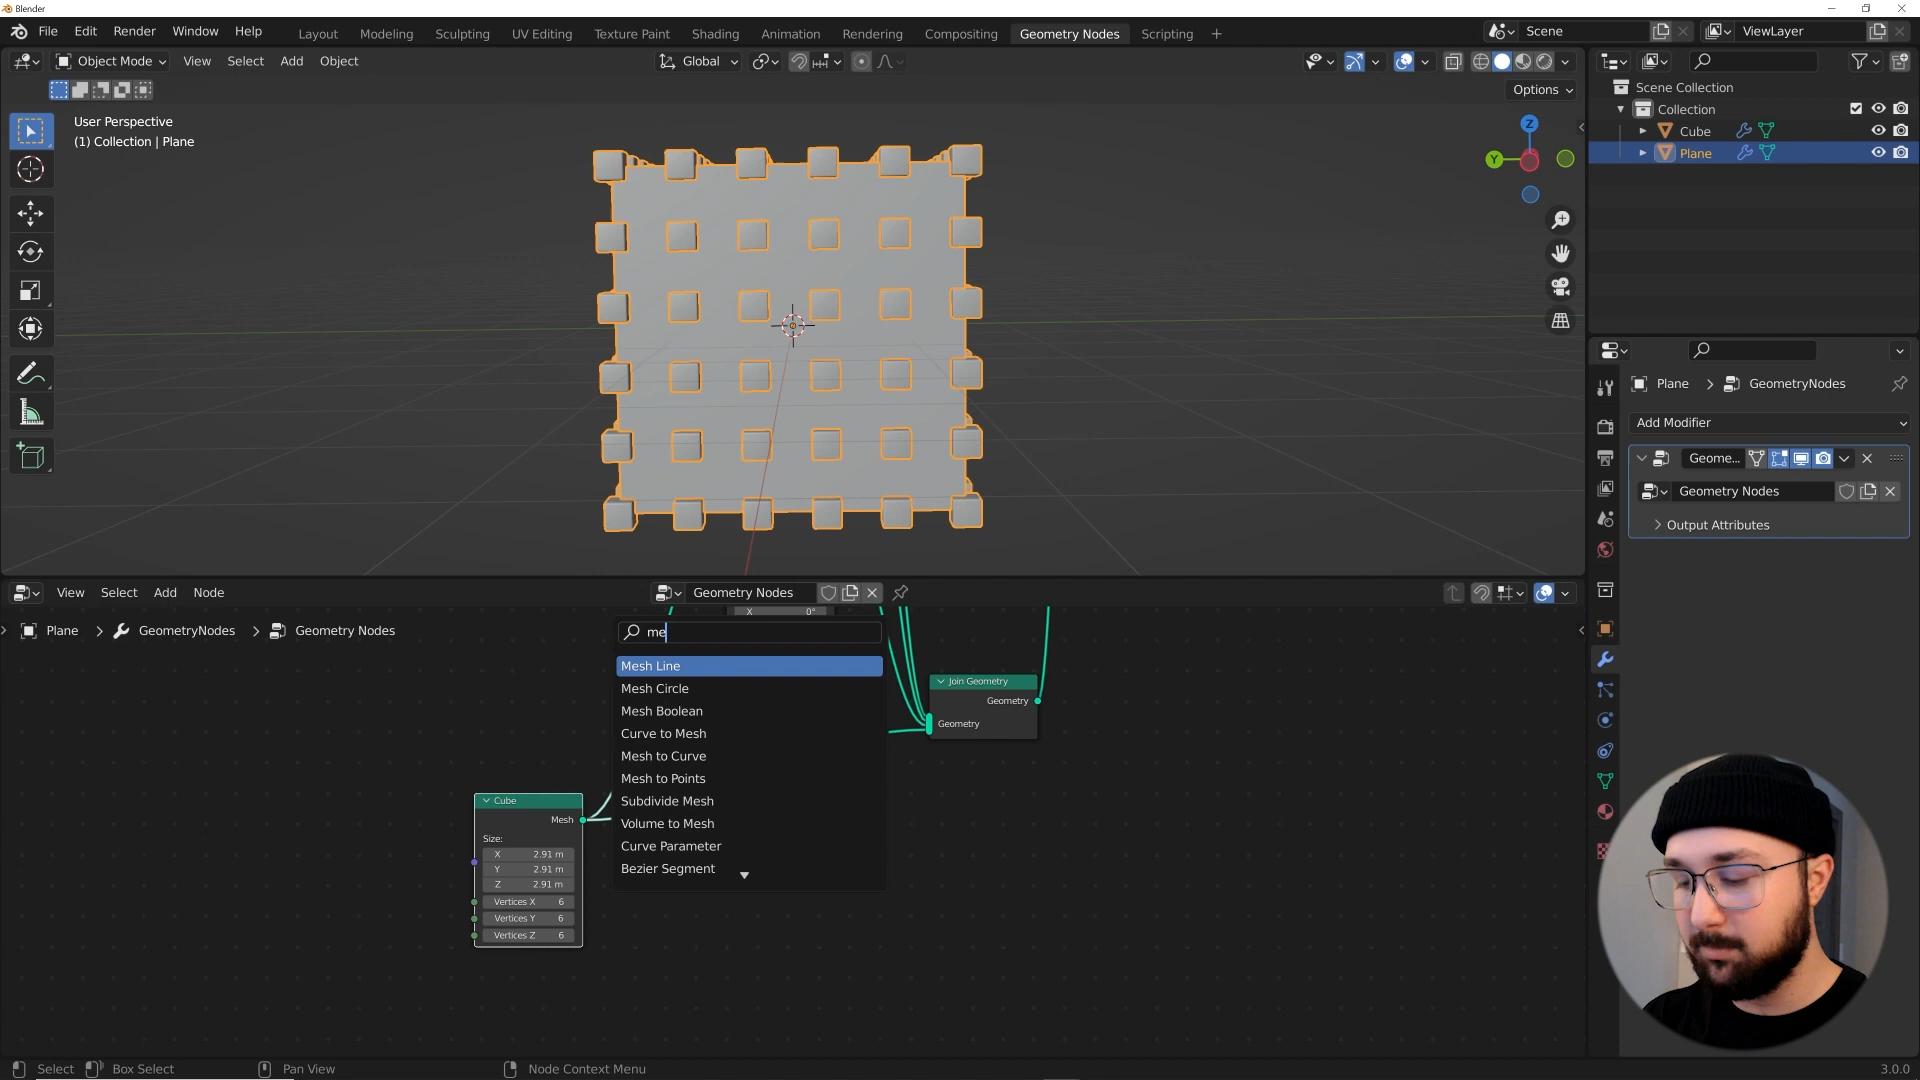 Blender
File Edit Render Window Help
Layout Modeling Sculpting UV Editing Texture Paint Shading Animation Rendering Compositing Geometry Nodes Scripting +
Scene
ViewLayer
Object Mode View Select Add Object
Global
Options
User Perspective
(1) Collection | Plane
Z
Y
Scene Collection
Collection
Cube
Plane
Plane > GeometryNodes
Add Modifier
Geome...
Geometry Nodes
Output Attributes
View Select Add Node
Geometry Nodes
Plane > GeometryNodes > Geometry Nodes
X 0°
me
Mesh Line
Mesh Circle
Mesh Boolean
Curve to Mesh
Mesh to Curve
Mesh to Points
Subdivide Mesh
Volume to Mesh
Curve Parameter
Bezier Segment
Join Geometry
Geometry
Geometry
Cube
Mesh
Size:
X 2.91 m
Y 2.91 m
Z 2.91 m
Vertices X 6
Vertices Y 6
Vertices Z 6
Select Box Select Pan View Node Context Menu
3.0.0